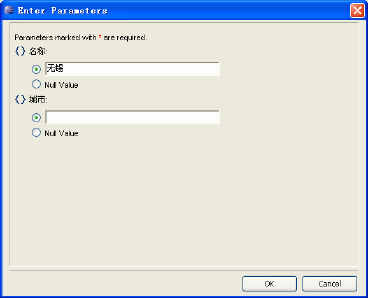 Enter Parameters
Parameters marked with * are required.
{} 名称:
无锡
Null Value
{} 城市:
Null Value
OK
Cancel